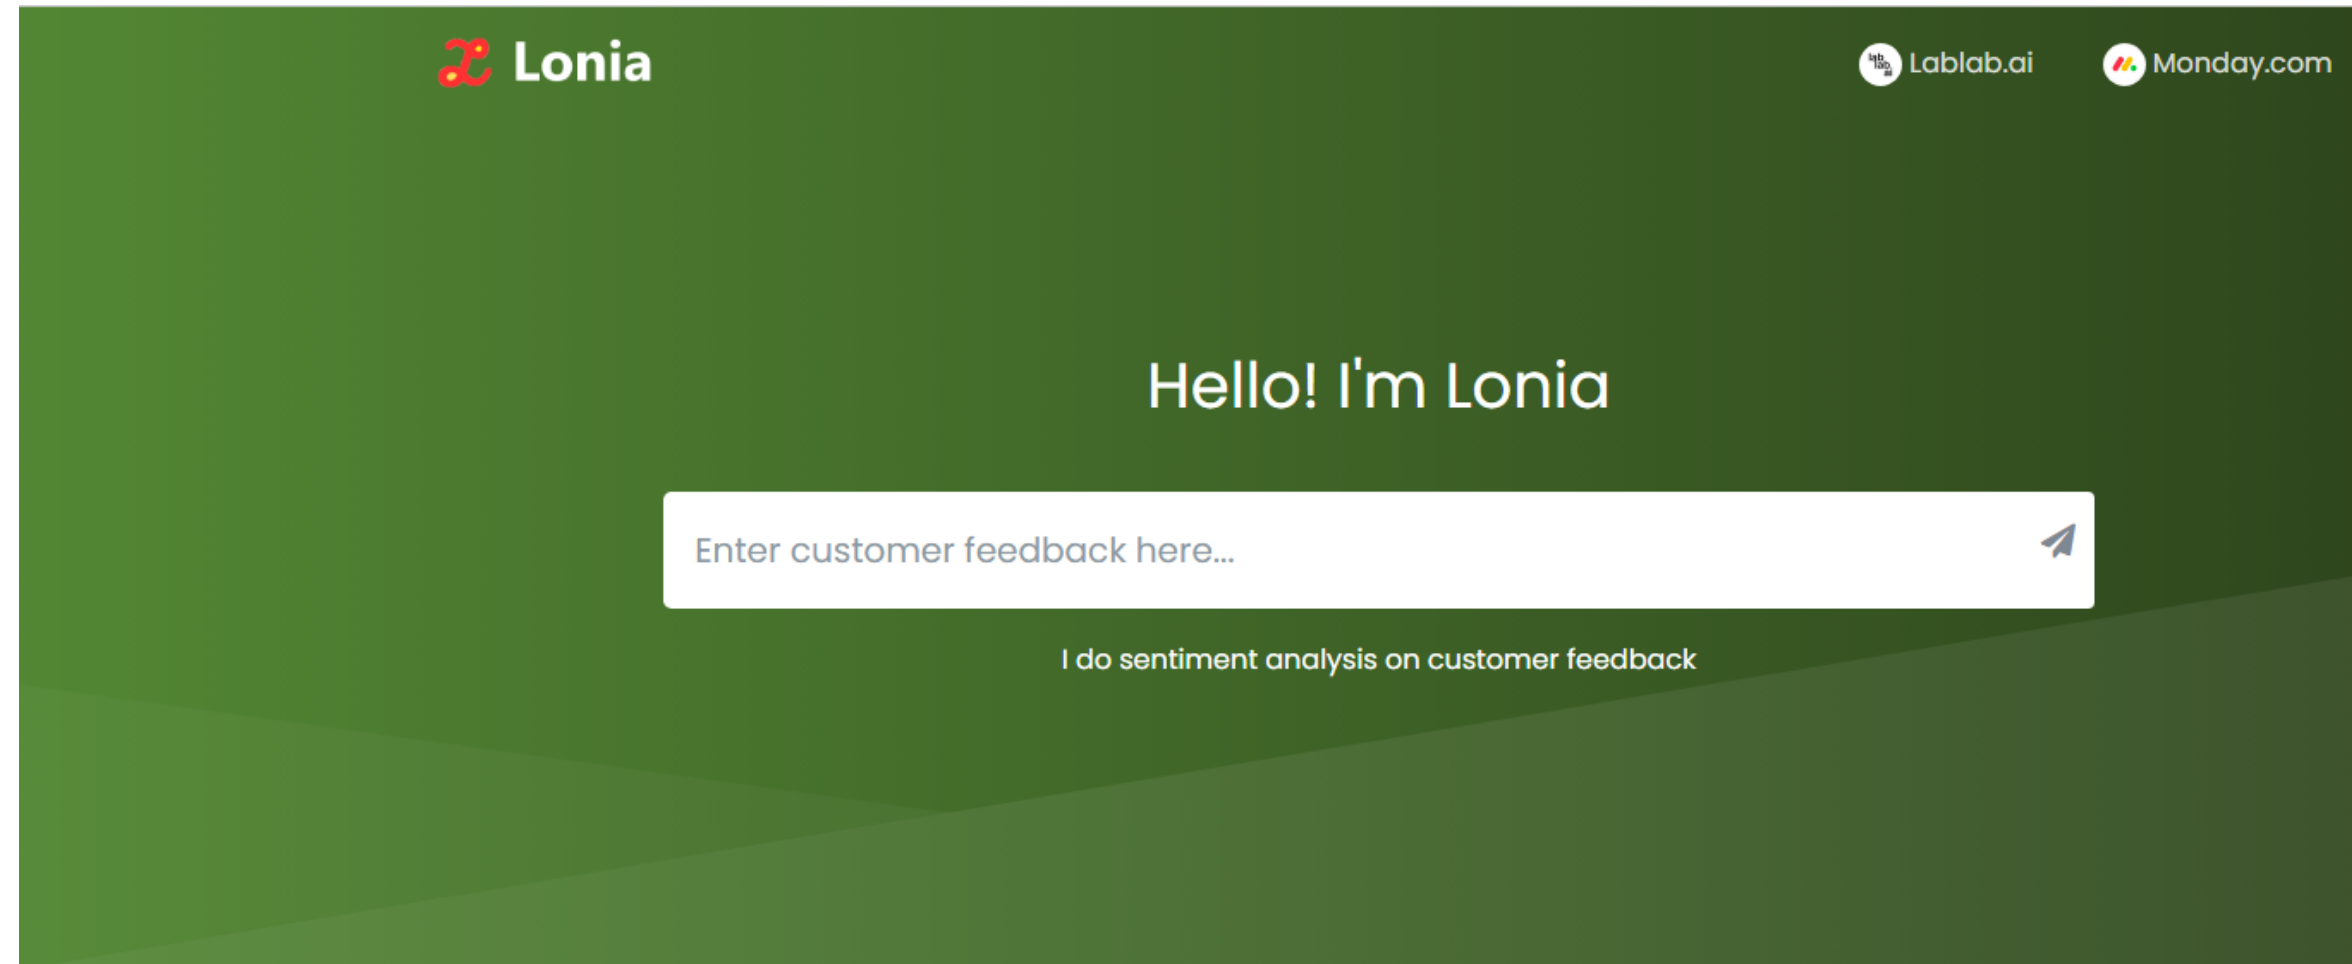 Lonia
Lablab.ai
Monday.com
Hello! I'm Lonia
Enter customer feedback here...
I do sentiment analysis on customer feedback